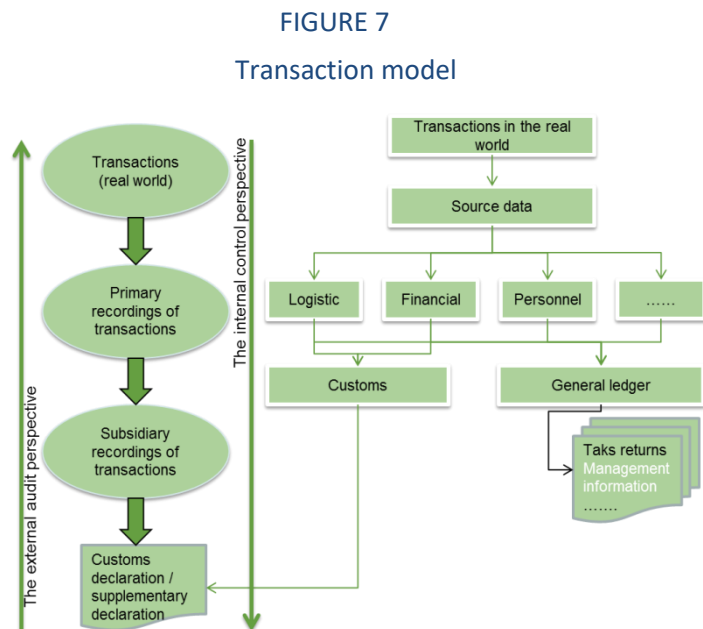 FIGURE 7
Transaction model
The external audit perspective
Transactions
(real world)
Primary
recordings of
transactions
Subsidiary
recordings of
transactions
Customs
declaration /
supplementary
declaration
The internal control perspective
Transactions in the real
world
Source data
Logistic
Financial
Personnel
......
Customs
General ledger
Taks returns
Management
information
.......